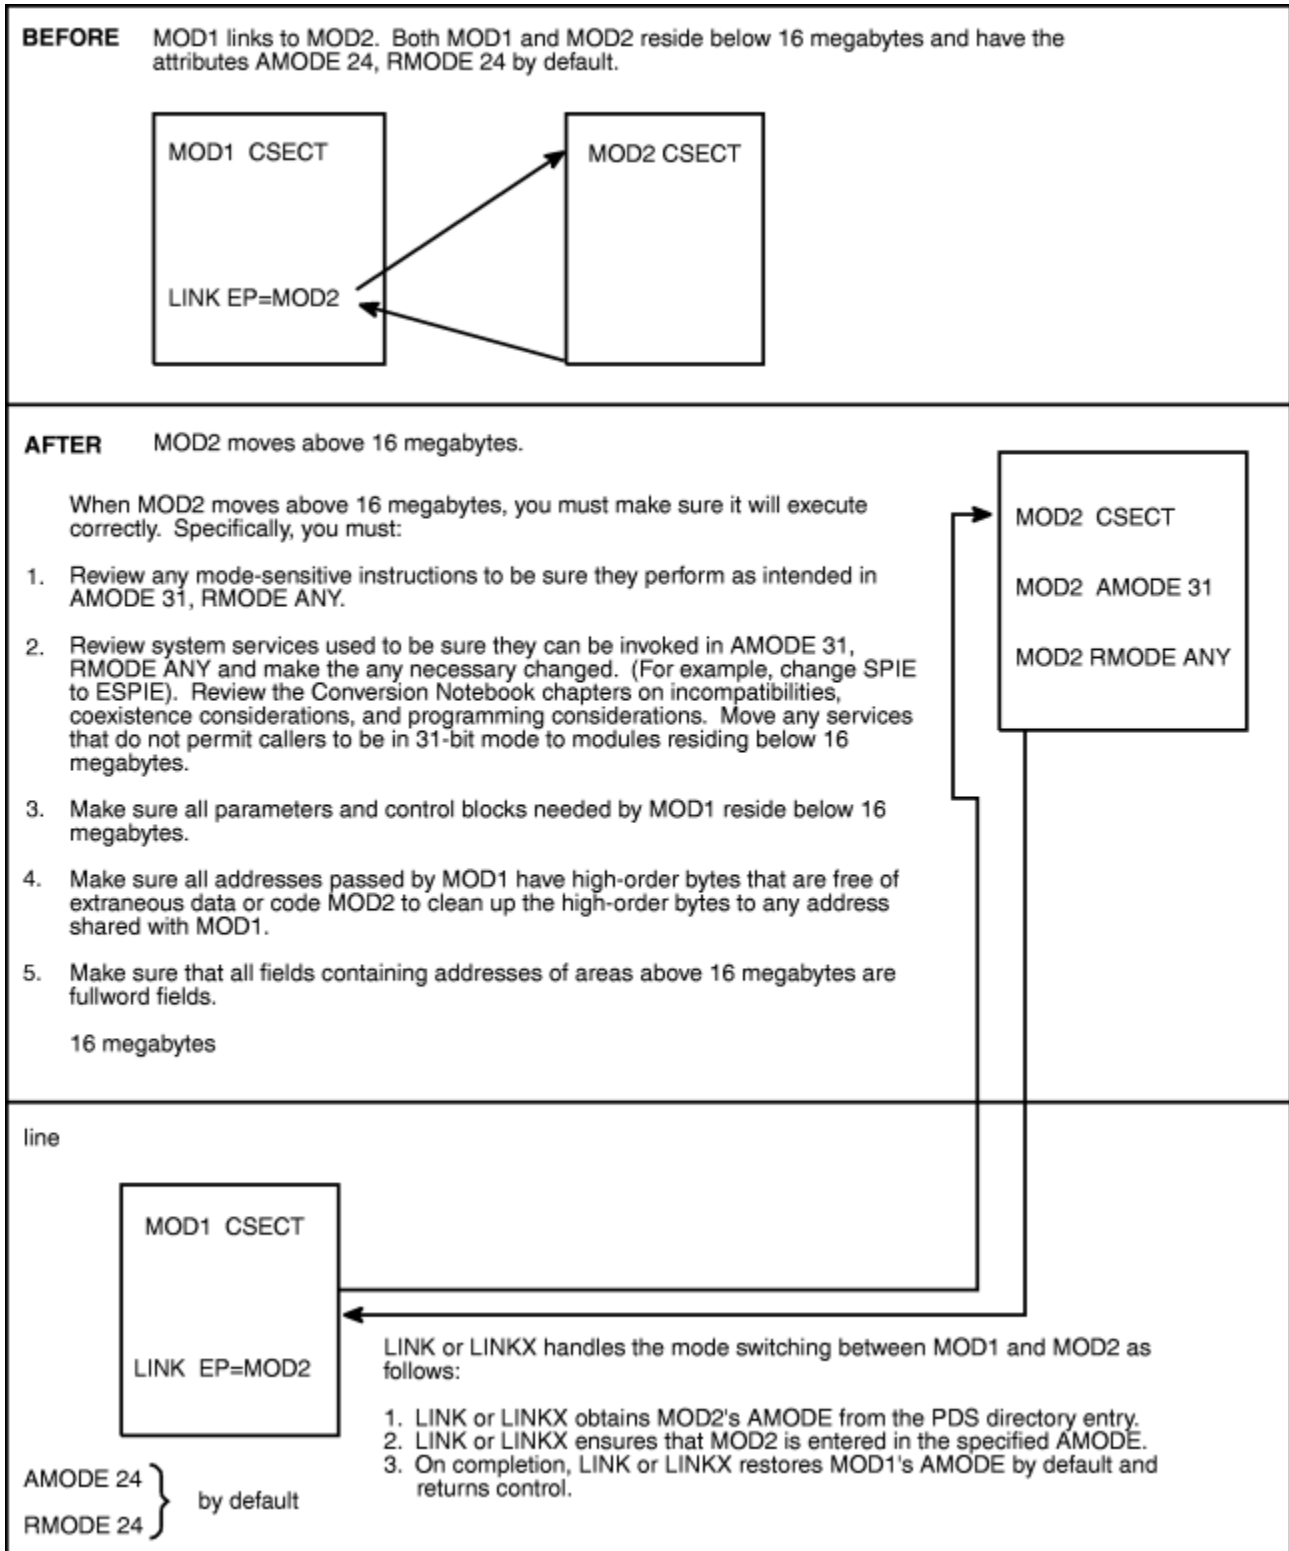 BEFORE MOD1 links to MOD2. Both MOD1 and MOD2 reside below 16 megabytes and have the
attributes AMODE 24, RMODE 24 by default.
MOD1 CSECT
MOD2 CSECT
LINK EP=MOD2
AFTER MOD2 moves above 16 megabytes.
When MOD2 moves above 16 megabytes, you must make sure it will execute
correctly. Specifically, you must:
1. Review any mode-sensitive instructions to be sure they perform as intended in
AMODE 31, RMODE ANY.
2. Review system services used to be sure they can be invoked in AMODE 31,
RMODE ANY and make the any necessary changed. (For example, change SPIE
to ESPIE). Review the Conversion Notebook chapters on incompatibilities,
coexistence considerations, and programming considerations. Move any services
that do not permit callers to be in 31-bit mode to modules residing below 16
megabytes.
3. Make sure all parameters and control blocks needed by MOD1 reside below 16
megabytes.
4. Make sure all addresses passed by MOD1 have high-order bytes that are free of
extraneous data or code MOD2 to clean up the high-order bytes to any address
shared with MOD1.
5. Make sure that all fields containing addresses of areas above 16 megabytes are
fullword fields.
16 megabytes
MOD2 CSECT
MOD2 AMODE 31
MOD2 RMODE ANY
line
MOD1 CSECT
LINK EP=MOD2
AMODE 24
RMODE 24
by default
LINK or LINKX handles the mode switching between MOD1 and MOD2 as
follows:
1. LINK or LINKX obtains MOD2's AMODE from the PDS directory entry.
2. LINK or LINKX ensures that MOD2 is entered in the specified AMODE.
3. On completion, LINK or LINKX restores MOD1's AMODE by default and
returns control.